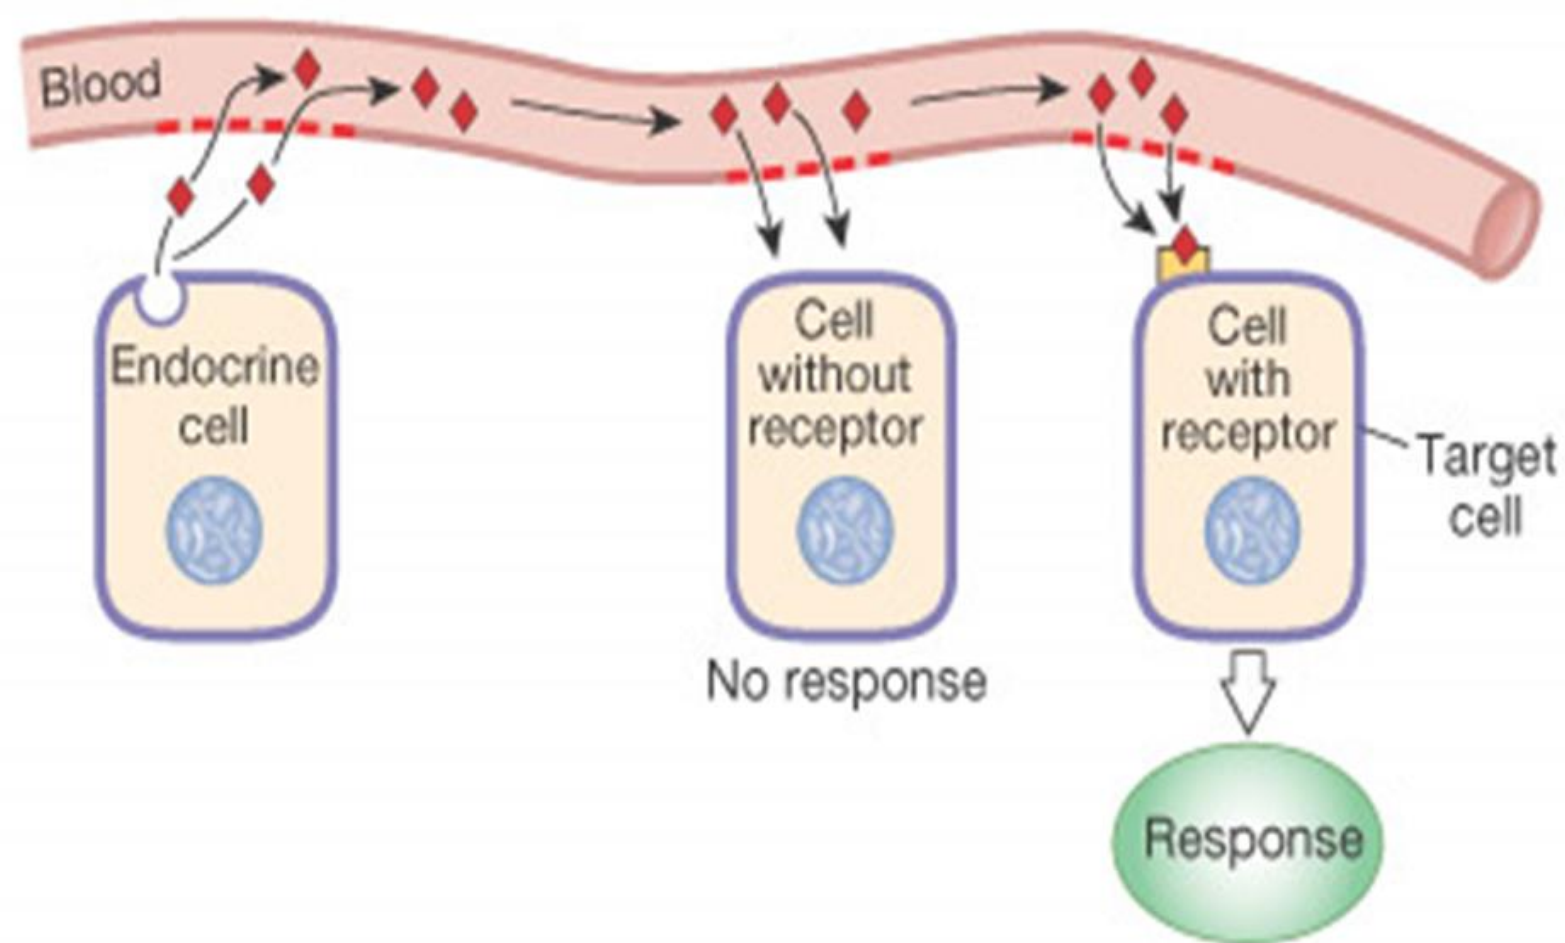 Blood
Endocrine
cell
Cell
without
receptor
No response
Cell
with
receptor
Target
cell
Response